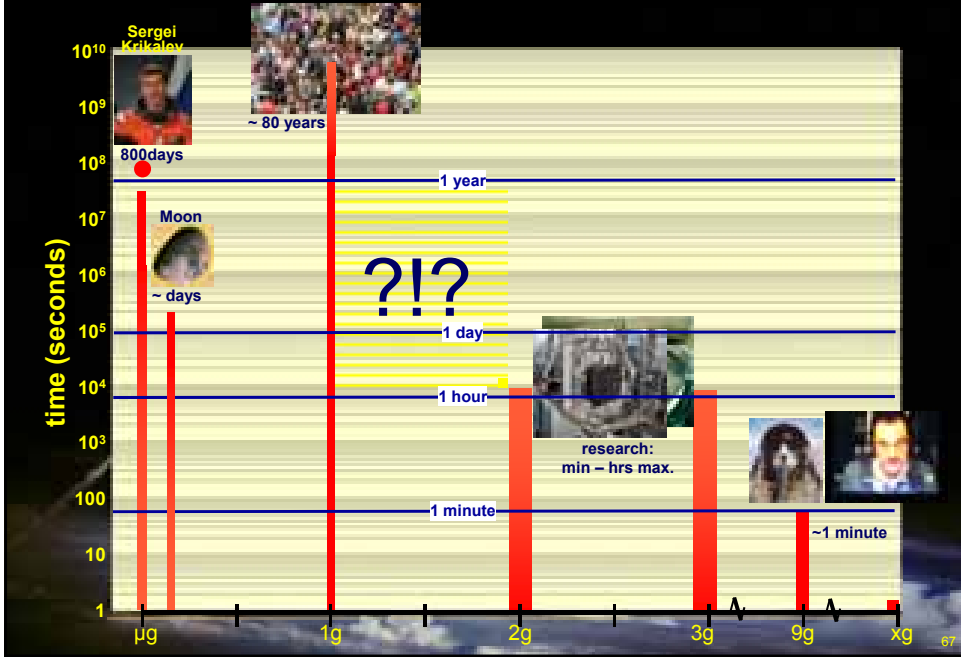 Sergei
Krikalev
10¹⁰
10⁹
10⁸
10⁷
10⁶
10⁵
10⁴
10³
100
10
1
time (seconds)
800days
~ 80 years
1 year
Moon
~ days
?!?
1 day
1 hour
research:
min – hrs max.
1 minute
~1 minute
µg
1g
2g
3g
9g
xg
67